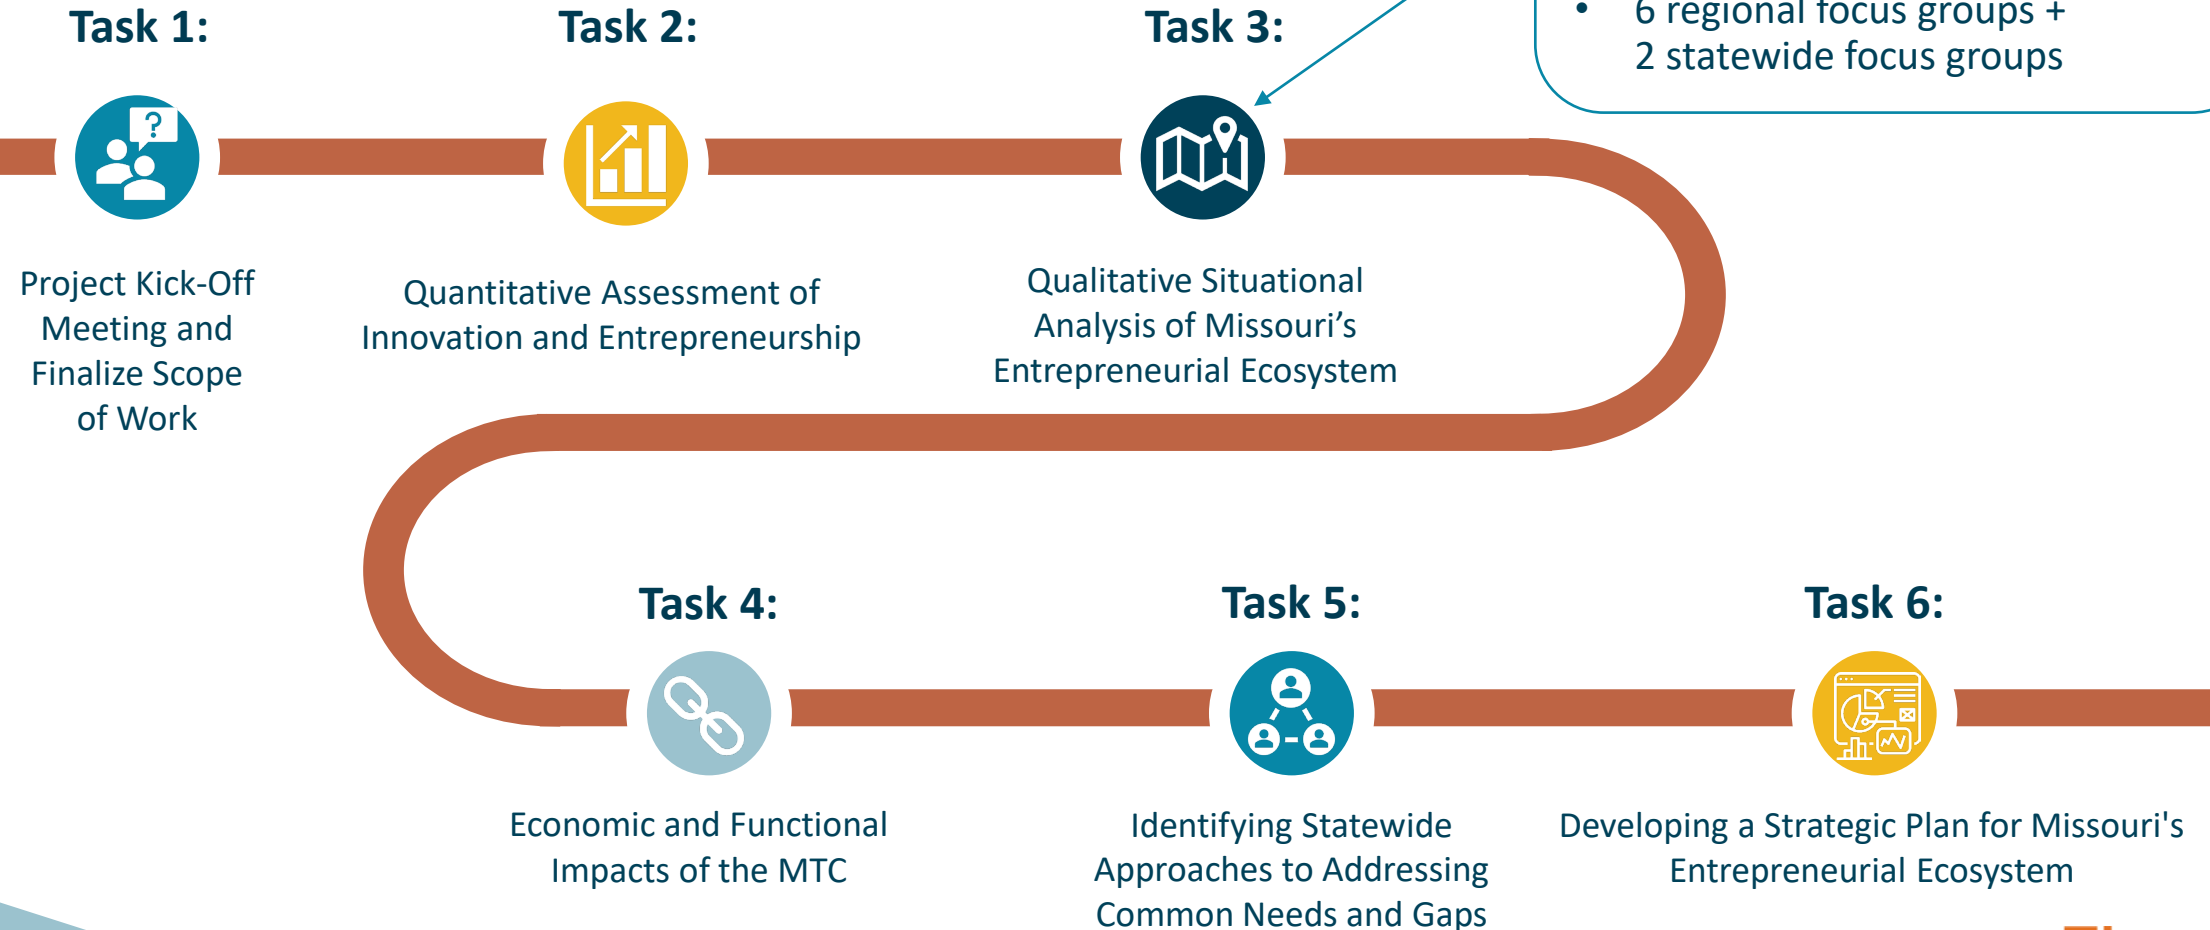 Task 1:
Task 2:
Task 3:
• 6 regional focus groups +
2 statewide focus groups
?
Project Kick-Off
Meeting and
Finalize Scope
of Work
Quantitative Assessment of
Innovation and Entrepreneurship
Qualitative Situational
Analysis of Missouri’s
Entrepreneurial Ecosystem
Task 4:
Task 5:
Task 6:
Economic and Functional
Impacts of the MTC
Identifying Statewide
Approaches to Addressing
Common Needs and Gaps
Developing a Strategic Plan for Missouri's
Entrepreneurial Ecosystem